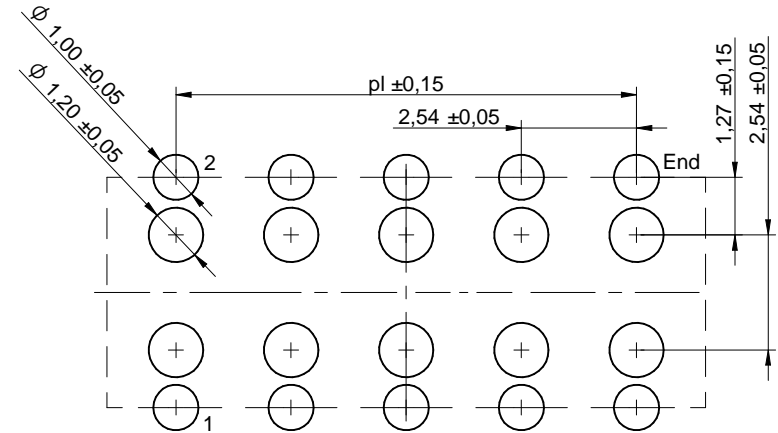 Ø 1,00 ±0,05
Ø 1,20 ±0,05
pl ±0,15
2,54 ±0,05
1,27 ±0,15
2,54 ±0,05
2
End
1